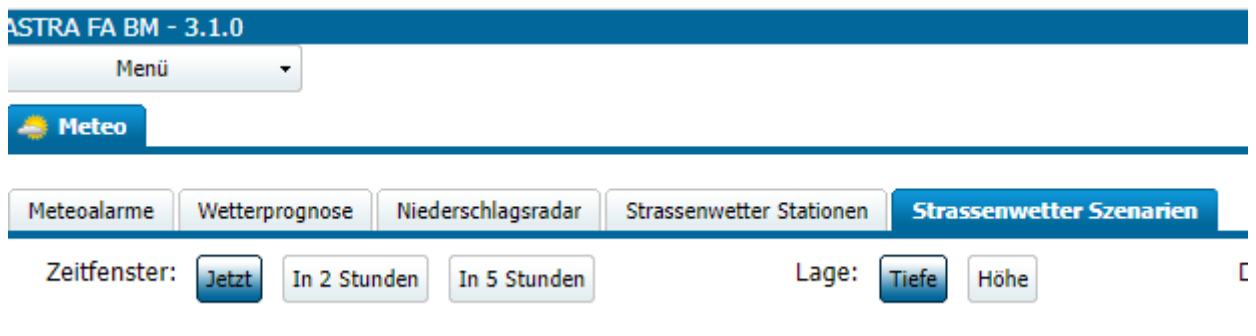 ASTRA FA BM - 3.1.0
Menü
Meteo
Meteoalarme Wetterprognose Niederschlagsradar Strassenwetter Stationen Strassenwetter Szenarien
Zeitfenster: Jetzt In 2 Stunden In 5 Stunden Lage: Tiefe Höhe